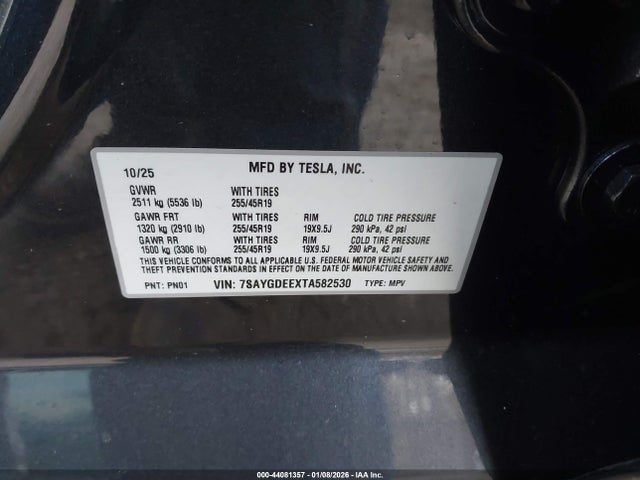 10/25 MFD BY TESLA, INC.
GVWR WITH TIRES
2511 kg (5536 lb) 255/45R19
GAWR FRT WITH TIRES RIM COLD TIRE PRESSURE
1320 kg (2910 lb) 255/45R19 19X9.5J 290 kPa, 42 psi
GAWR RR WITH TIRES RIM COLD TIRE PRESSURE
1500 kg (3306 lb) 255/45R19 19X9.5J 290 kPa, 42 psi
THIS VEHICLE CONFORMS TO ALL APPLICABLE U.S. FEDERAL MOTOR VEHICLE SAFETY AND
THEFT PREVENTION STANDARDS IN EFFECT ON THE DATE OF MANUFACTURE SHOWN ABOVE.
PNT: PN01 VIN: 7SAYGDEEXTA582530 TYPE: MPV
000-44081357 - 01/08/2026 - IAA Inc.